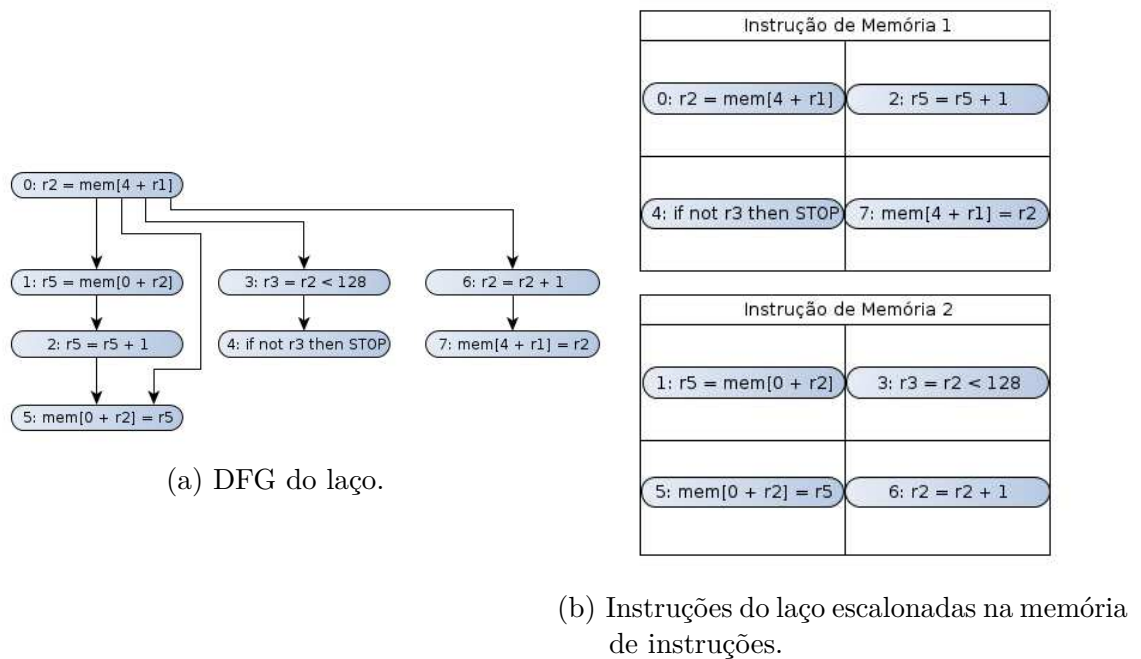 0: r2 = mem[4 + r1]
1: r5 = mem[0 + r2]
3: r3 = r2 < 128
6: r2 = r2 + 1
2: r5 = r5 + 1
4: if not r3 then STOP
7: mem[4 + r1] = r2
5: mem[0 + r2] = r5
(a) DFG do laço.
Instrução de Memória 1
0: r2 = mem[4 + r1]
2: r5 = r5 + 1
4: if not r3 then STOP
7: mem[4 + r1] = r2
Instrução de Memória 2
1: r5 = mem[0 + r2]
3: r3 = r2 < 128
5: mem[0 + r2] = r5
6: r2 = r2 + 1
(b) Instruções do laço escalonadas na memória
de instruções.